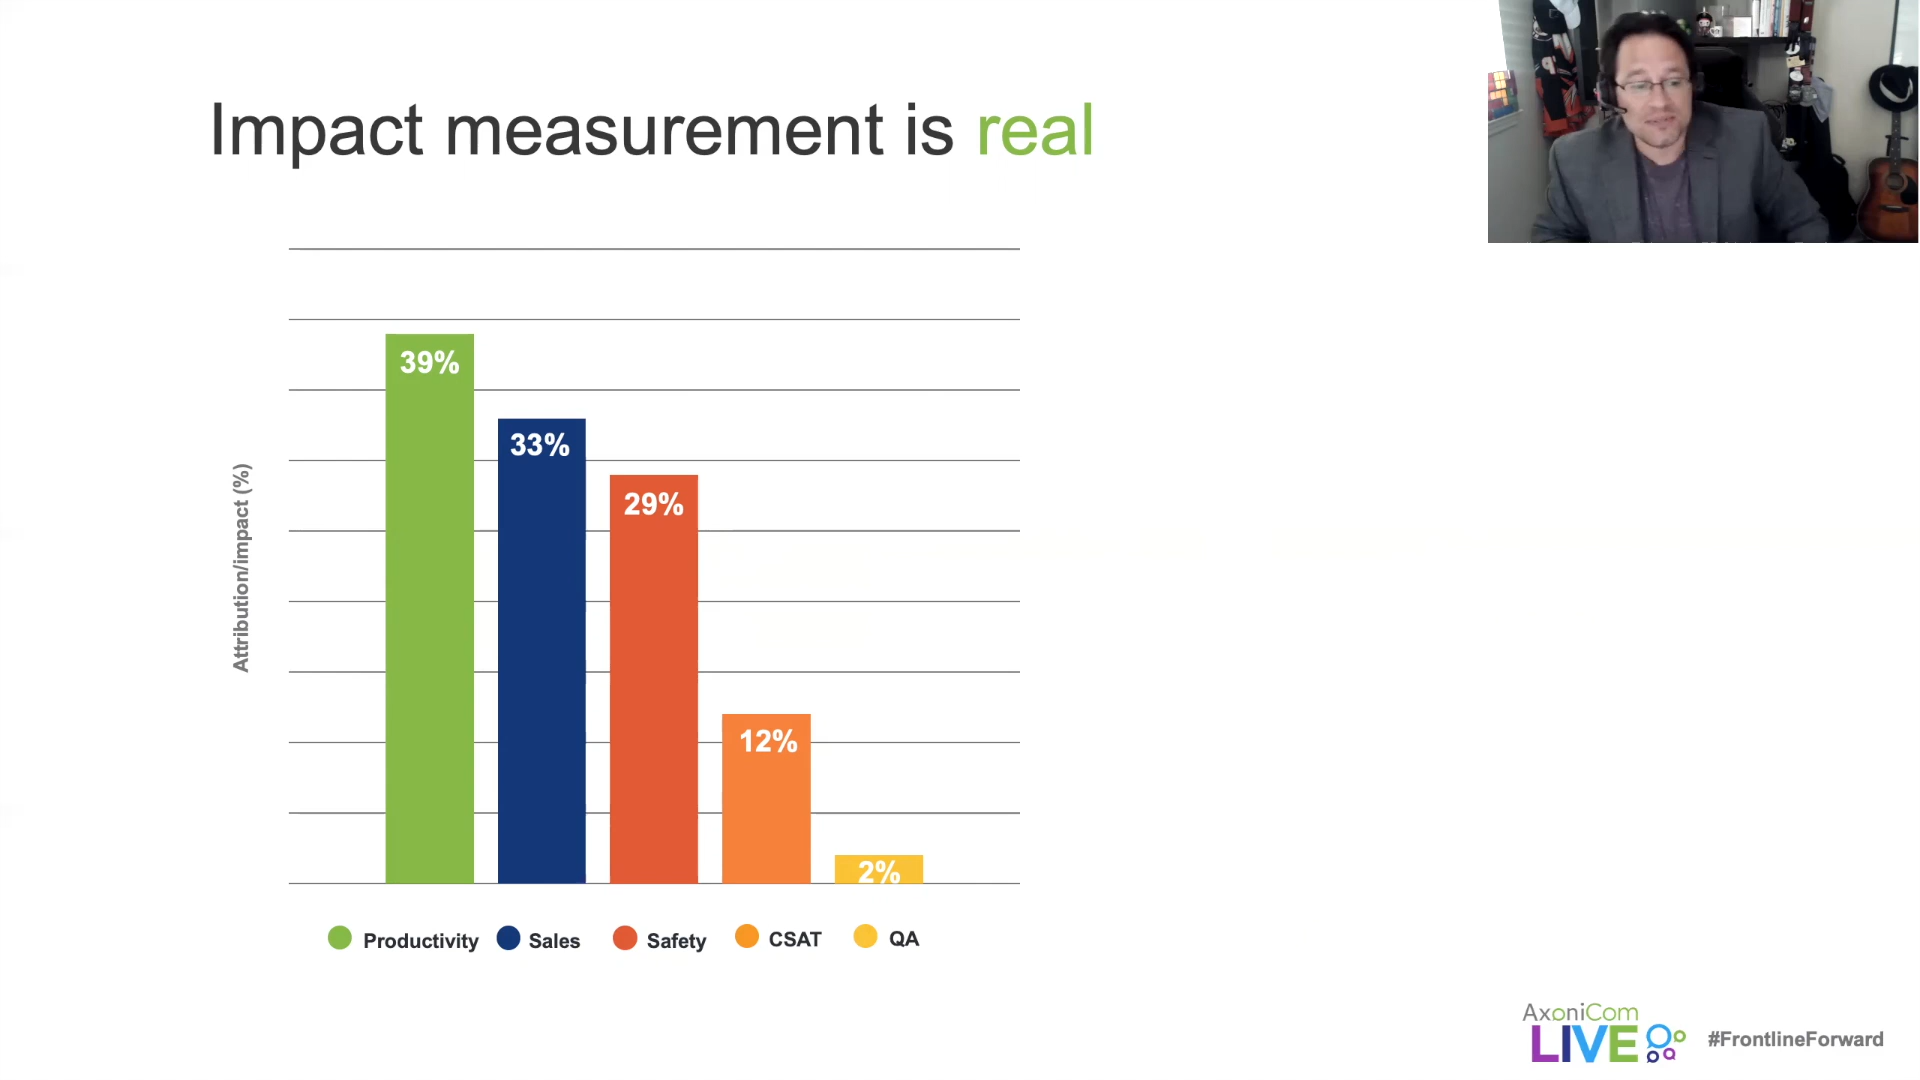 Impact measurement is real
Attribution/impact (%)
39%
33%
29%
12%
2%
Productivity
Sales
Safety
CSAT
QA
AxoniCom
LIVE
#FrontlineForward